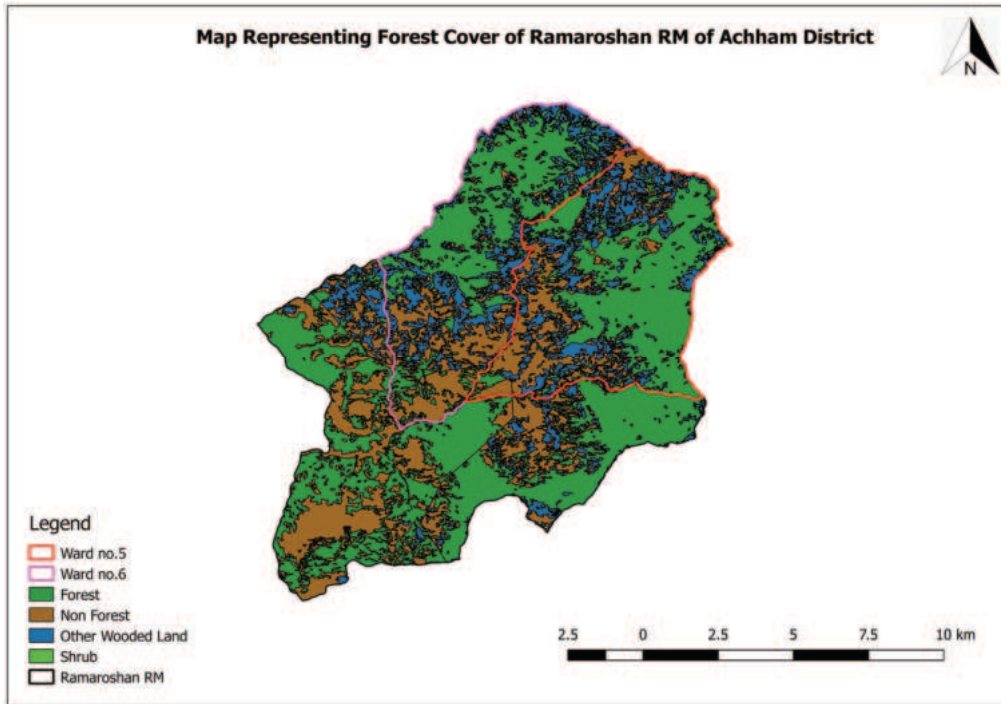 Map Representing Forest Cover of Ramaroshan RM of Achham District
N
Legend
Ward no.5
Ward no.6
Forest
Non Forest
Other Wooded Land
Shrub
Ramaroshan RM
2.5 0 2.5 5 7.5 10 km